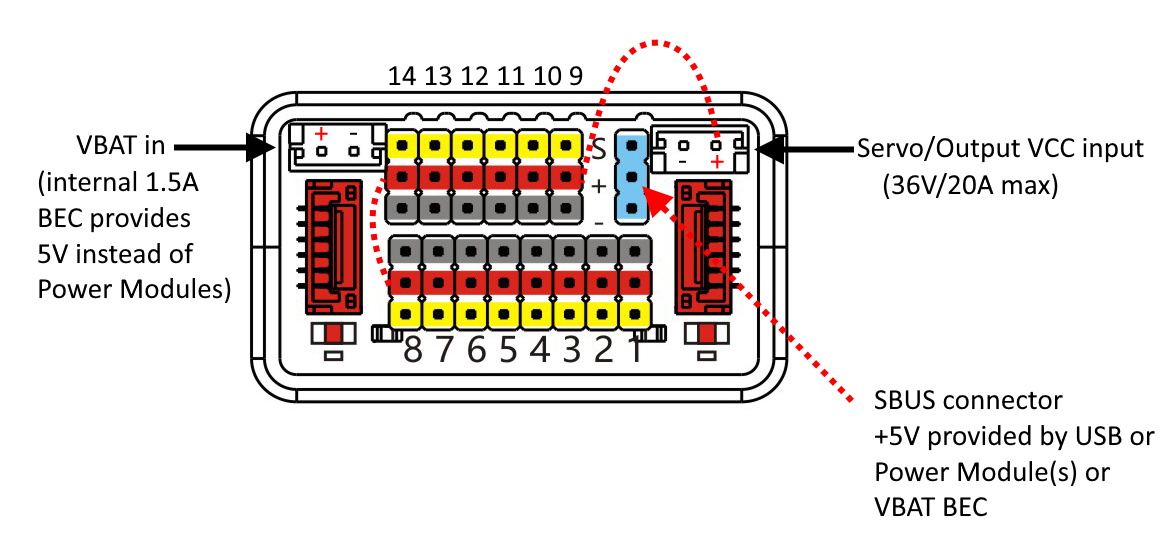 14 13 12 11 10 9
VBAT in
(internal 1.5A
BEC provides
5V instead of
Power Modules)
+ -
S
+
-
- +
Servo/Output VCC input
(36V/20A max)
8 7 6 5 4 3 2 1
SBUS connector
+5V provided by USB or
Power Module(s) or
VBAT BEC